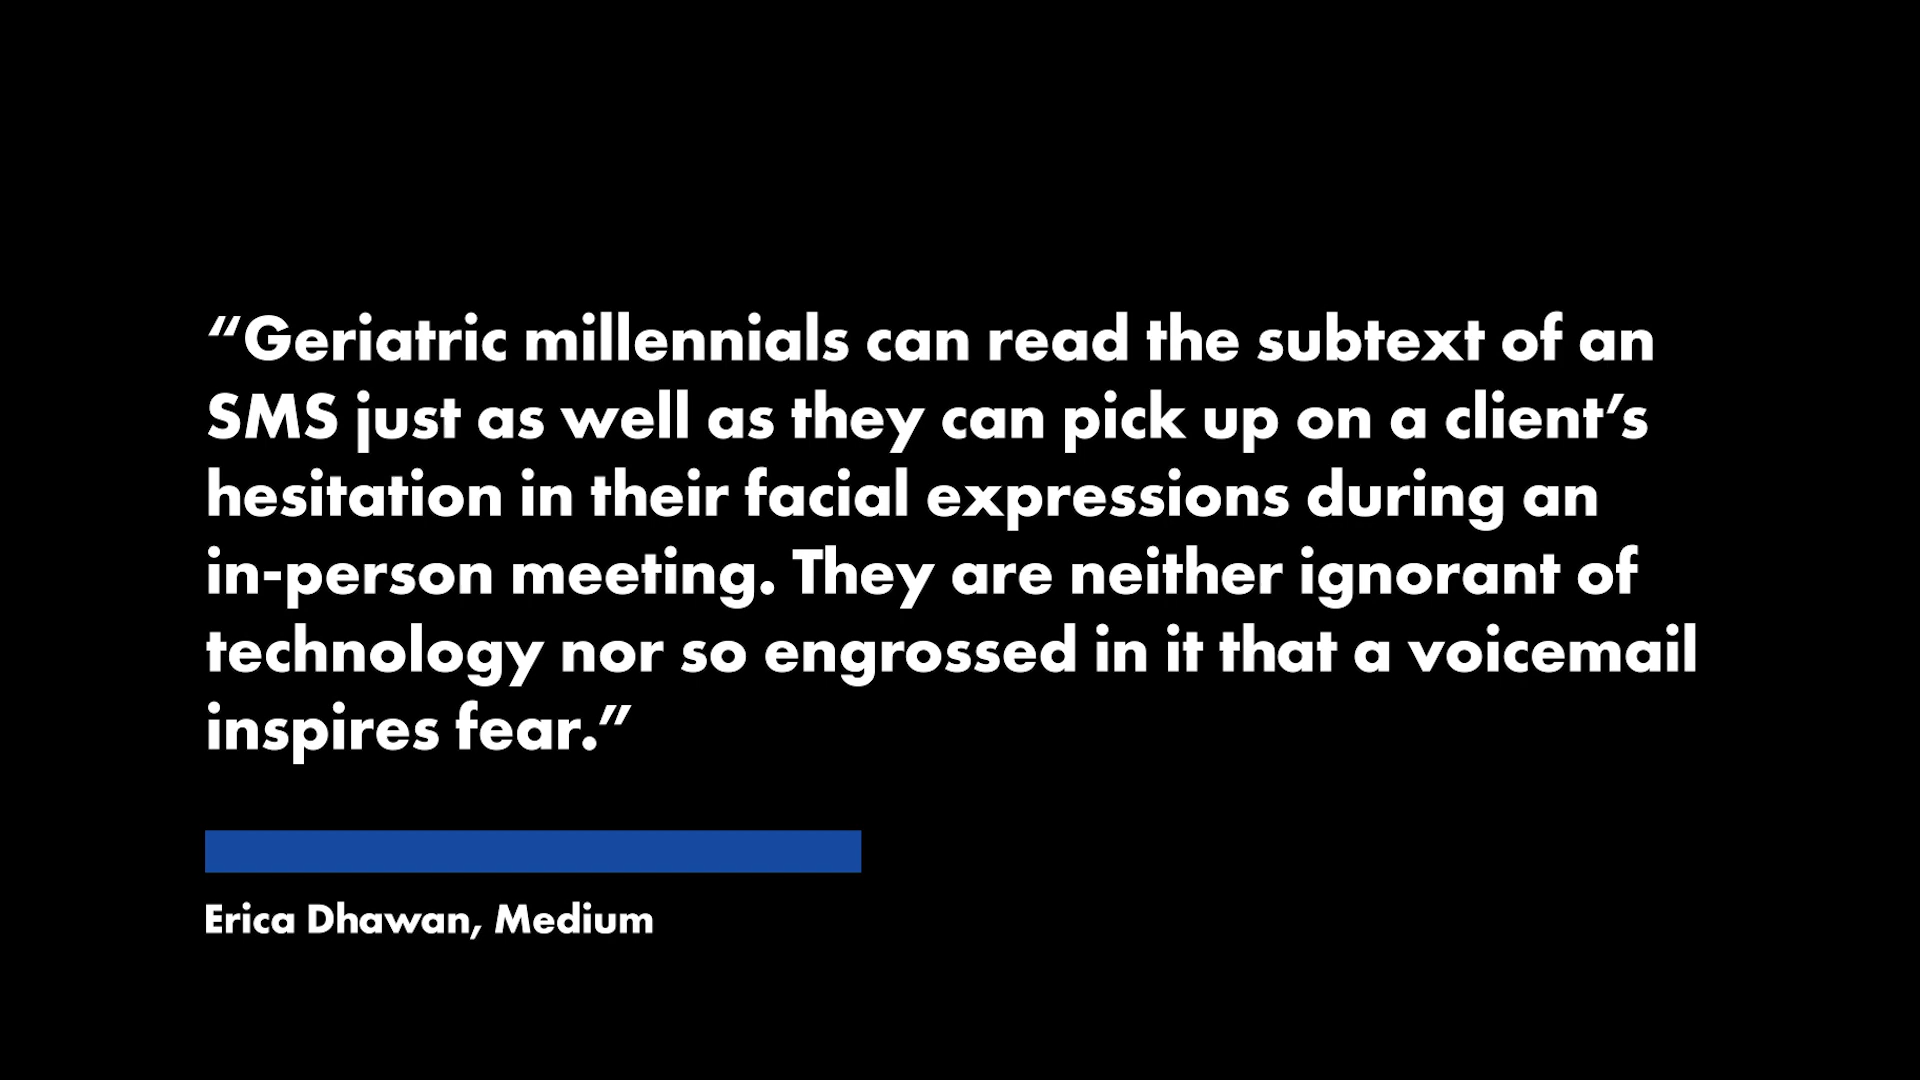 “Geriatric millennials can read the subtext of an
SMS just as well as they can pick up on a client’s
hesitation in their facial expressions during an
in-person meeting. They are neither ignorant of
technology nor so engrossed in it that a voicemail
inspires fear.”
Erica Dhawan, Medium